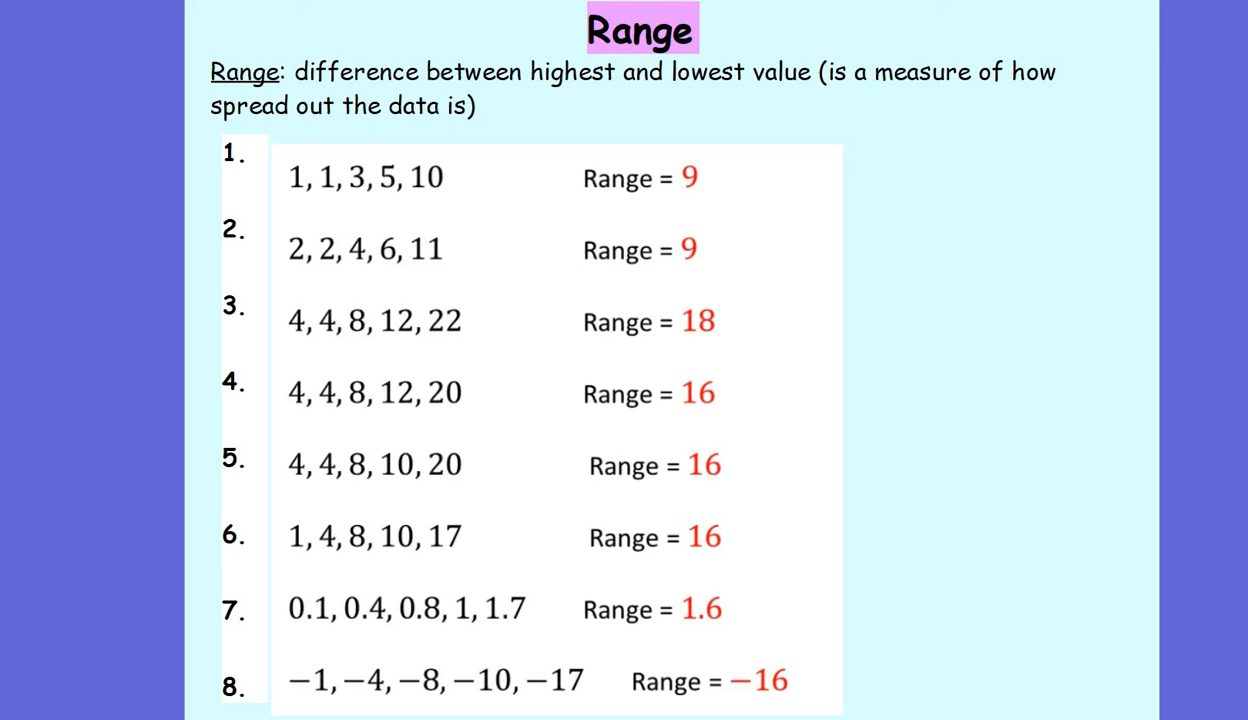 Range
Range: difference between highest and lowest value (is a measure of how
spread out the data is)
1. 1, 1, 3, 5, 10 Range = 9
2. 2, 2, 4, 6, 11 Range = 9
3. 4, 4, 8, 12, 22 Range = 18
4. 4, 4, 8, 12, 20 Range = 16
5. 4, 4, 8, 10, 20 Range = 16
6. 1, 4, 8, 10, 17 Range = 16
7. 0.1, 0.4, 0.8, 1, 1.7 Range = 1.6
8. −1, −4, −8, −10, −17 Range = −16